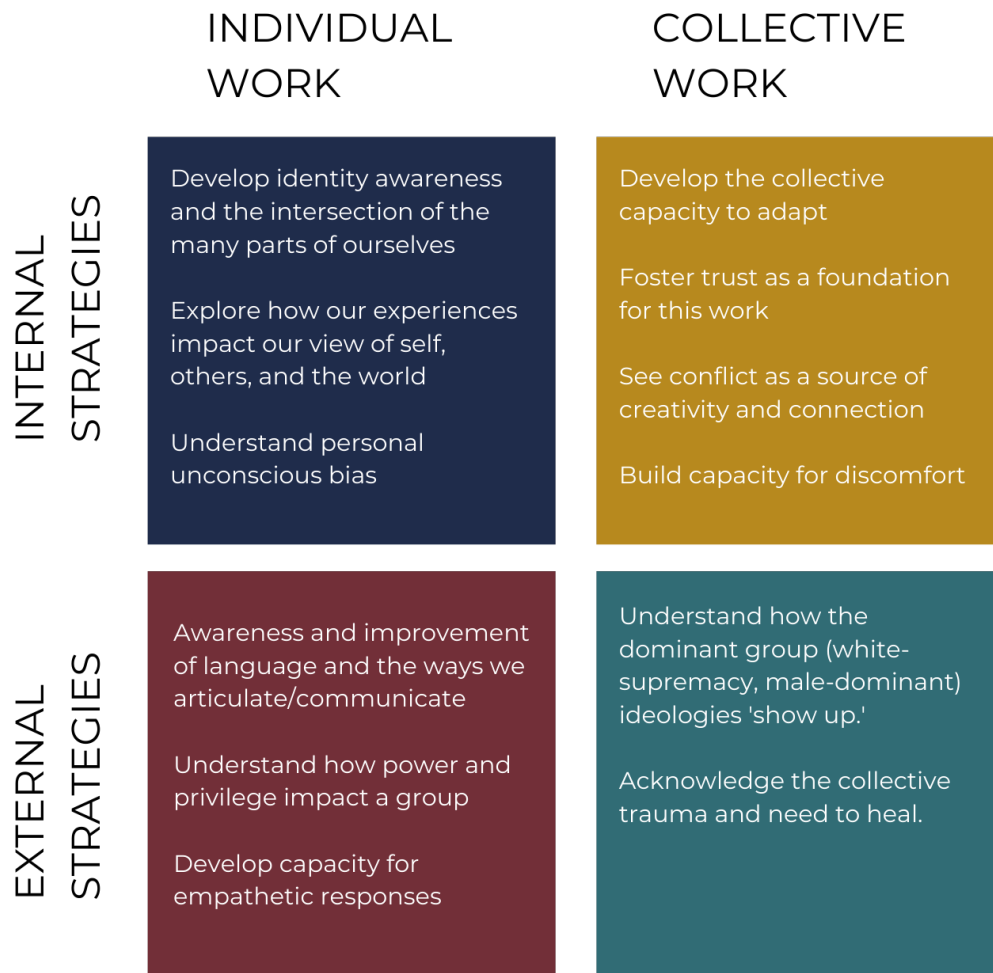 INDIVIDUAL
WORK
COLLECTIVE
WORK
INTERNAL
STRATEGIES
Develop identity awareness
and the intersection of the
many parts of ourselves
Explore how our experiences
impact our view of self,
others, and the world
Understand personal
unconscious bias
Develop the collective
capacity to adapt
Foster trust as a foundation
for this work
See conflict as a source of
creativity and connection
Build capacity for discomfort
EXTERNAL
STRATEGIES
Awareness and improvement
of language and the ways we
articulate/communicate
Understand how power and
privilege impact a group
Develop capacity for
empathetic responses
Understand how the
dominant group (white-
supremacy, male-dominant)
ideologies 'show up.'
Acknowledge the collective
trauma and need to heal.